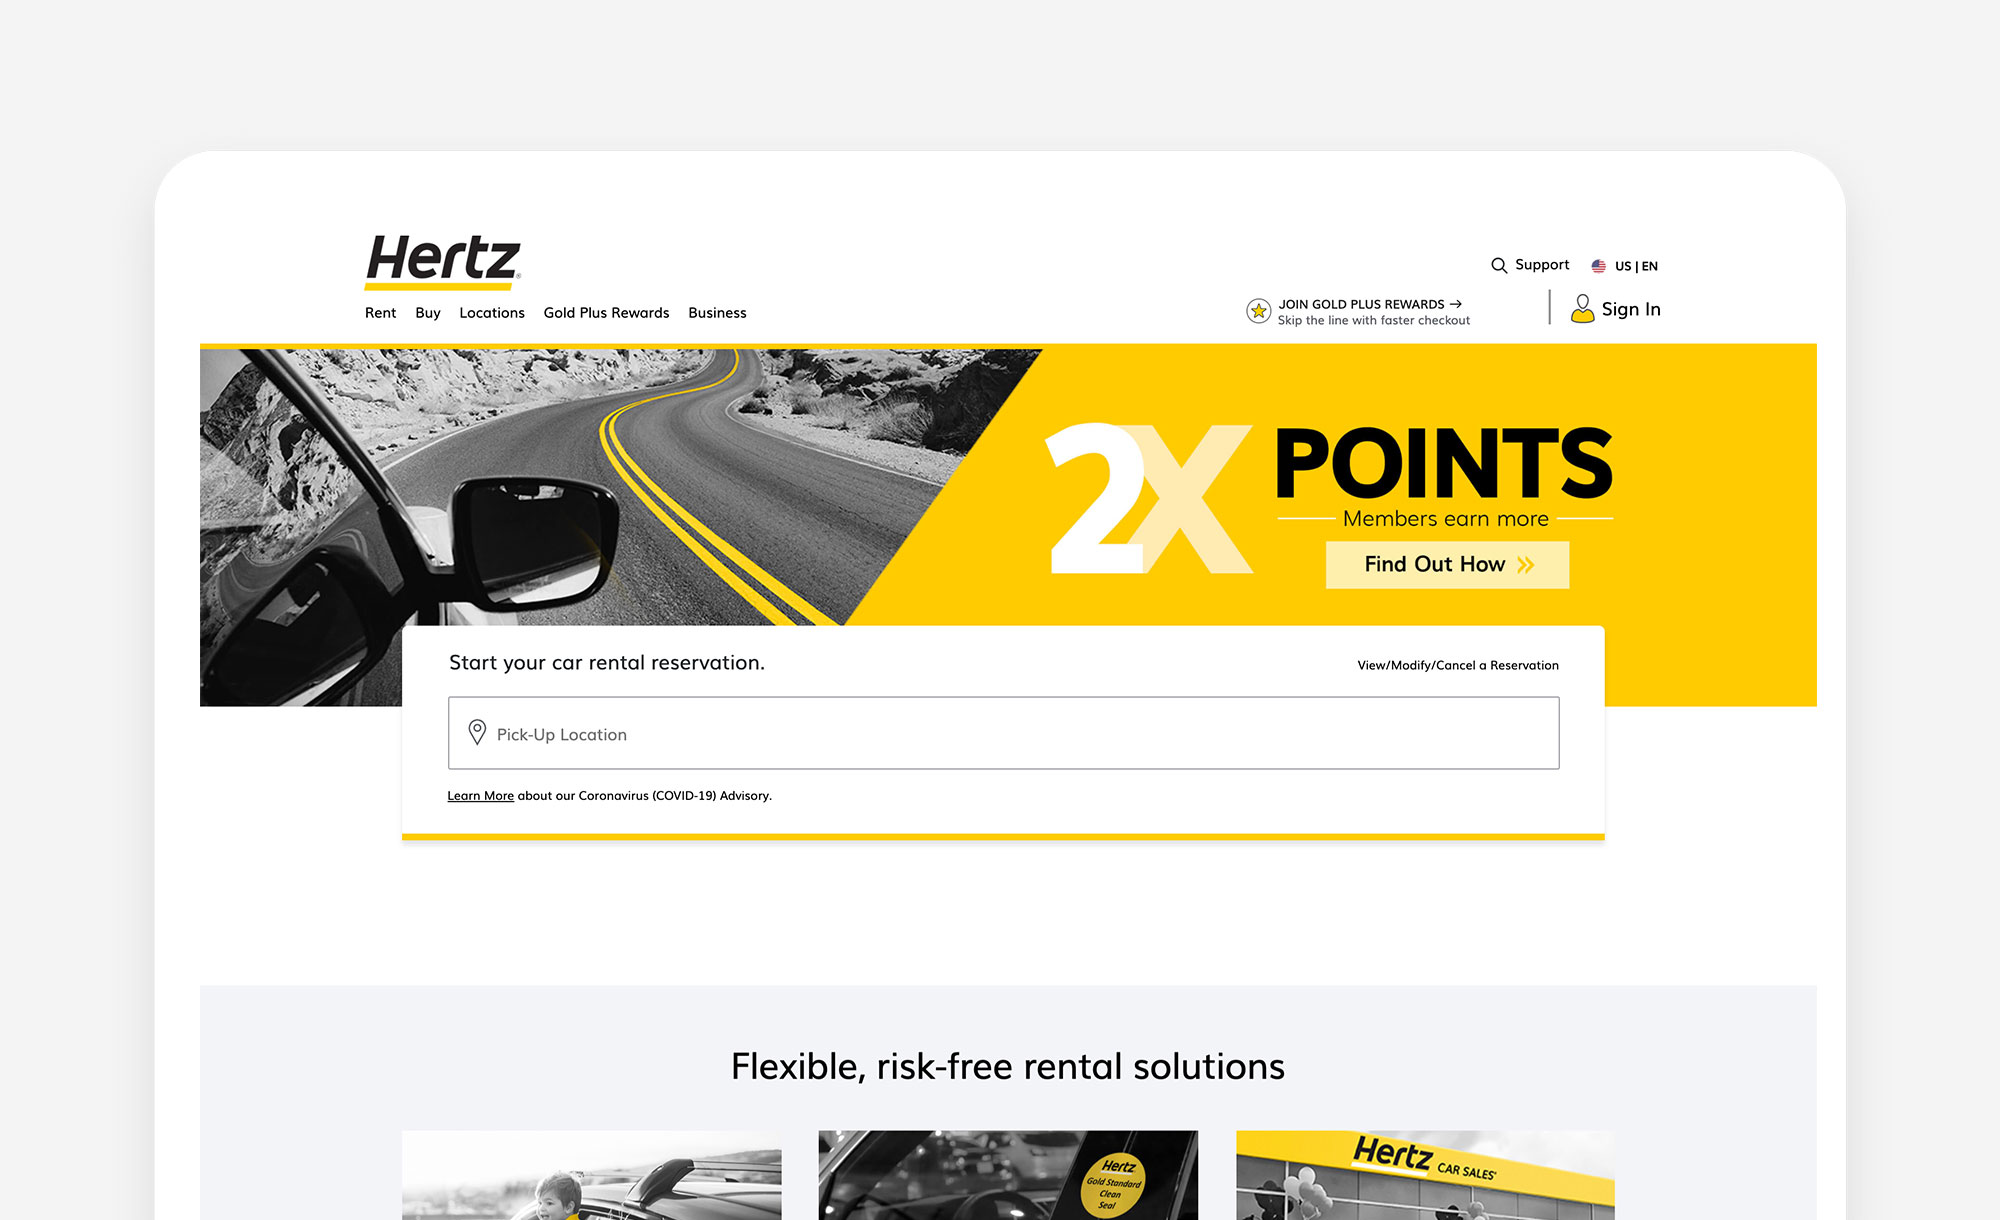 Hertz
Support
US | EN
Rent Buy Locations Gold Plus Rewards Business
JOIN GOLD PLUS REWARDS →
Skip the line with faster checkout
Sign In
2X POINTS
Members earn more
Find Out How »
Start your car rental reservation.
View/Modify/Cancel a Reservation
Pick-Up Location
Learn More about our Coronavirus (COVID-19) Advisory.
Flexible, risk-free rental solutions
Hertz
Gold Standard
Clean
Seal
Hertz CAR SALES